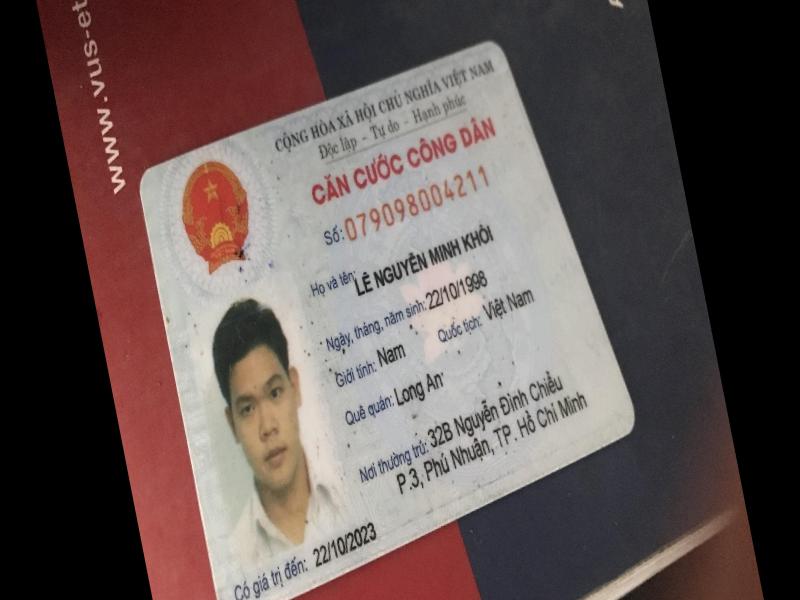 www.vus-et
CỘNG HÒA XÃ HỘI CHỦ NGHĨA VIỆT NAM
Độc lập - Tự do - Hạnh phúc
CĂN CƯỚC CÔNG DÂN
Số: 079098004211
Họ và tên: LÊ NGUYỄN MINH KHÔI
Ngày, tháng, năm sinh: 22/10/1998
Giới tính: Nam Quốc tịch: Việt Nam
Quê quán: Long An
Nơi thường trú: 32B Nguyễn Đình Chiểu
P.3, Phú Nhuận, TP. Hồ Chí Minh
Có giá trị đến: 22/10/2023